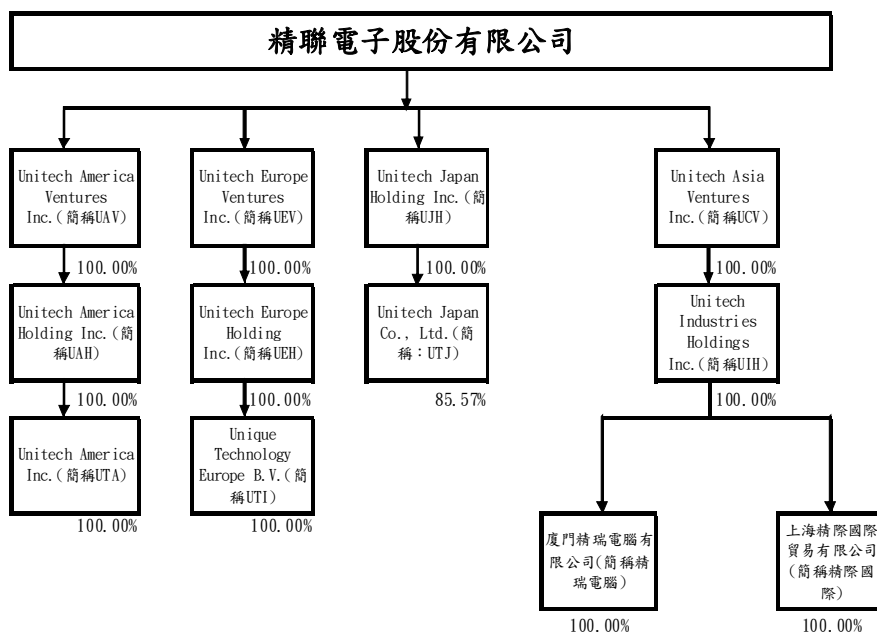 精聯電子股份有限公司
Unitech America
Ventures
Inc.(簡稱UAV)
100.00%
Unitech Europe
Ventures
Inc.(簡稱UEV)
100.00%
Unitech Japan
Holding Inc.(簡
稱UJH)
100.00%
Unitech Asia
Ventures
Inc.(簡稱UCV)
100.00%
Unitech America
Holding Inc.(簡
稱UAH)
100.00%
Unitech Europe
Holding
Inc.(簡稱UEH)
100.00%
Unitech Japan
Co., Ltd.(簡
稱：UTJ)
85.57%
Unitech
Industries
Holdings
Inc.(簡稱UIH)
100.00%
Unitech America
Inc.(簡稱UTA)
100.00%
Unique
Technology
Europe B.V.(簡
稱UTI)
100.00%
廈門精瑞電腦有
限公司(簡稱精
瑞電腦)
100.00%
上海精際國際
貿易有限公司
(簡稱精際國
際)
100.00%